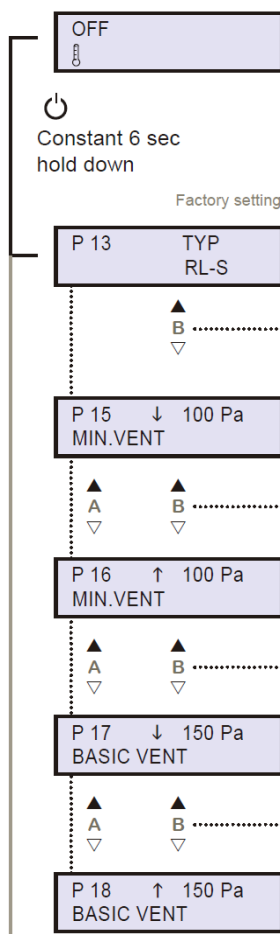 OFF
Constant 6 sec
hold down
Factory setting
P 13 TYP
RL-S
B
P 15 ↓ 100 Pa
MIN.VENT
A B
P 16 ↑ 100 Pa
MIN.VENT
A B
P 17 ↓ 150 Pa
BASIC VENT
A B
P 18 ↑ 150 Pa
BASIC VENT